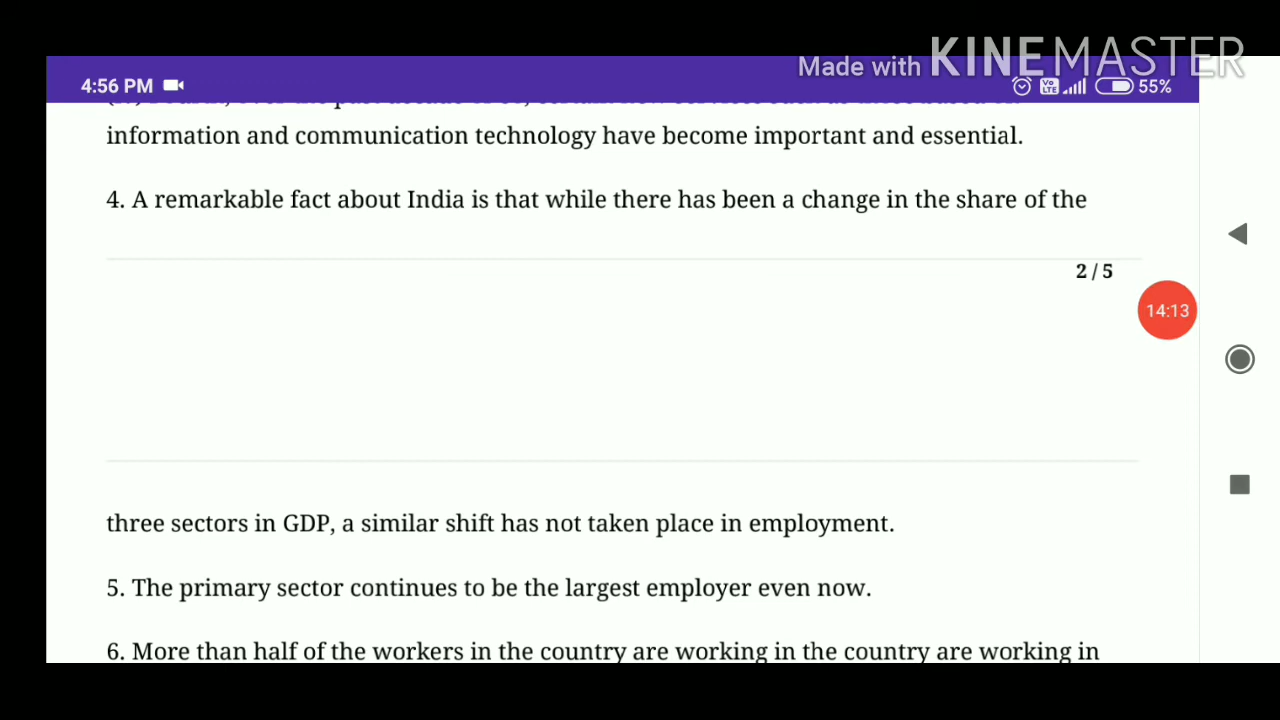 Made with KINEMASTER
4:56 PM
Vo LTE
55%
information and communication technology have become important and essential.
4. A remarkable fact about India is that while there has been a change in the share of the
2 / 5
14:13
three sectors in GDP, a similar shift has not taken place in employment.
5. The primary sector continues to be the largest employer even now.
6. More than half of the workers in the country are working in the country are working in